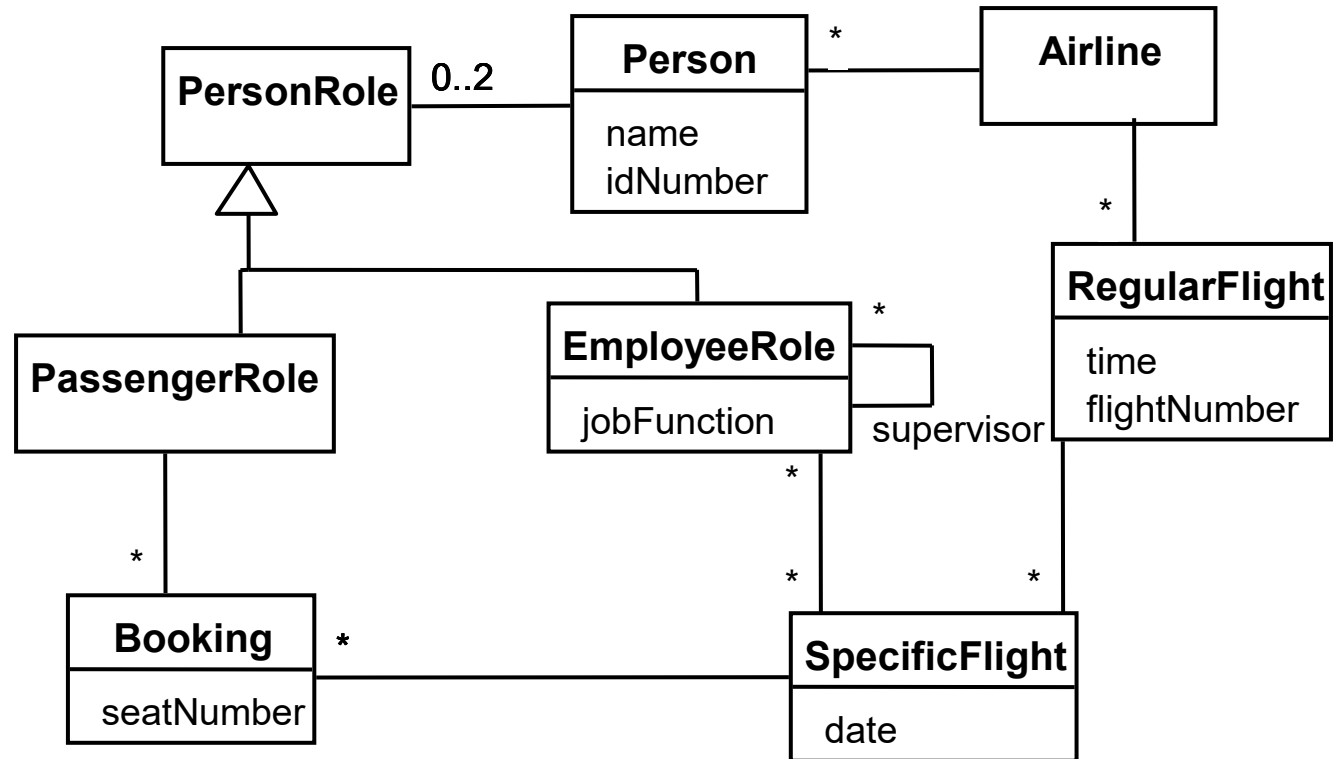 PersonRole
0..2
Person
name
idNumber
*
Airline
*
RegularFlight
time
flightNumber
PassengerRole
EmployeeRole
jobFunction
*
supervisor
*
*
*
*
Booking
seatNumber
*
SpecificFlight
date